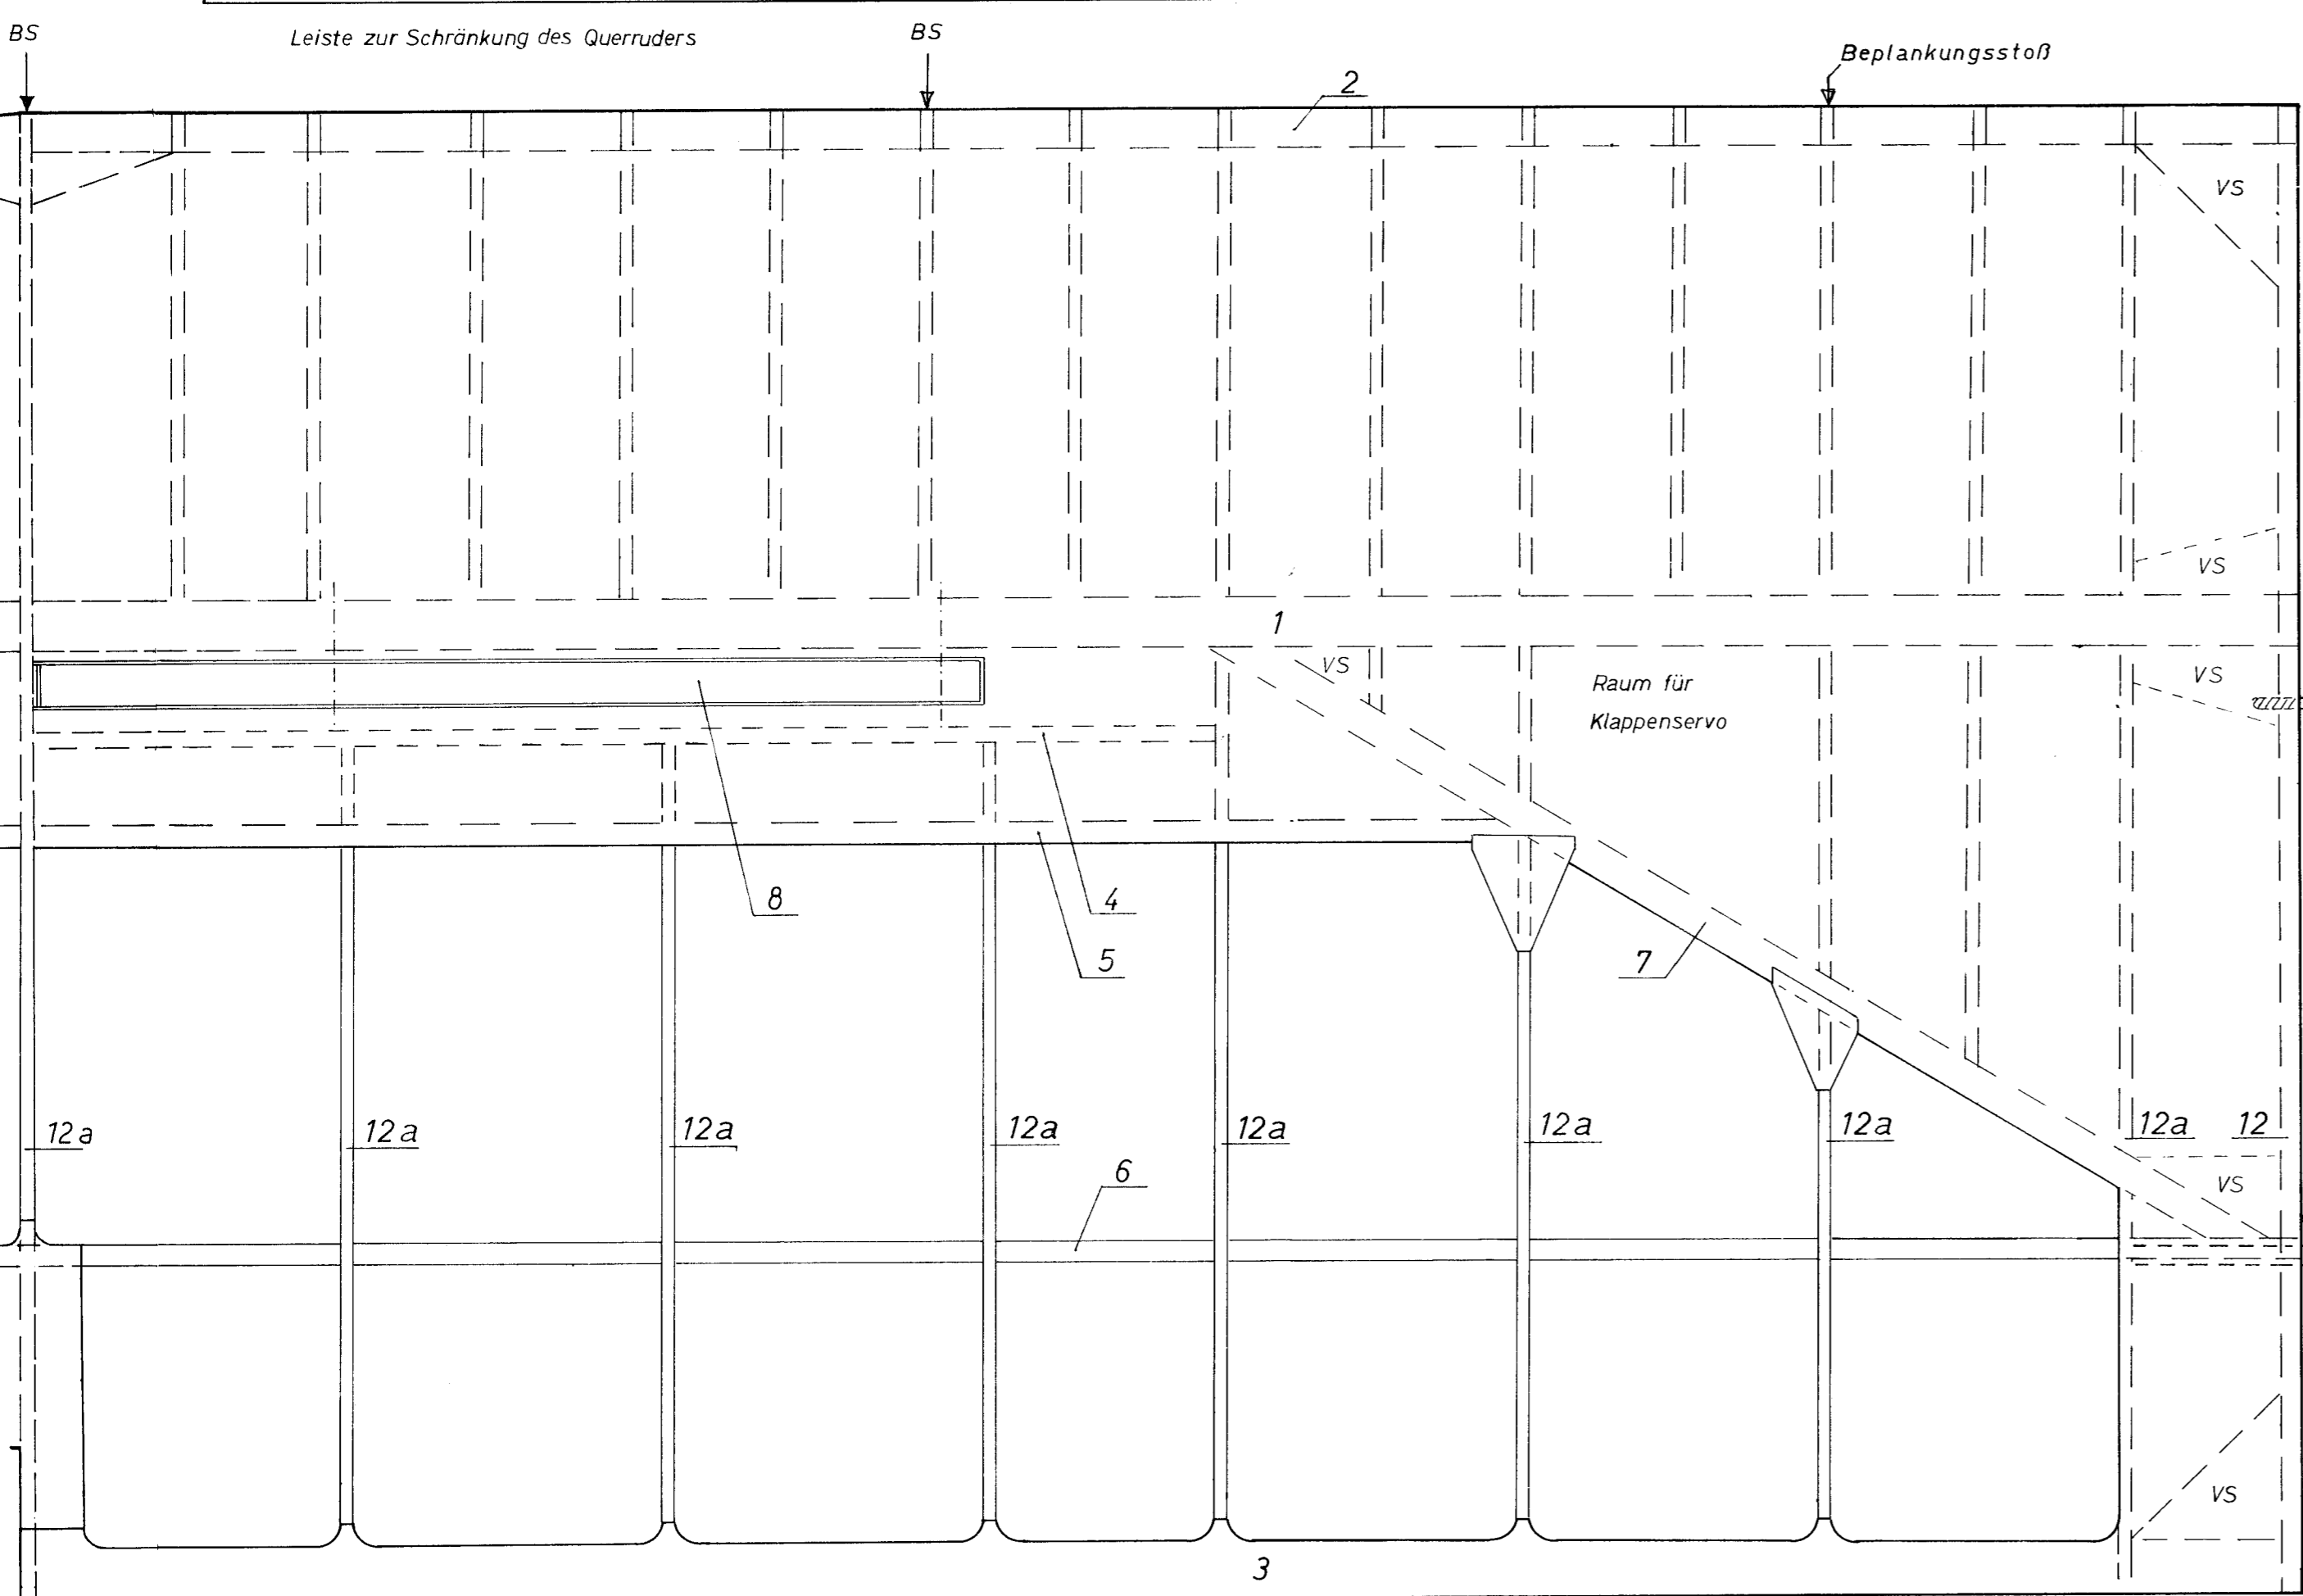 BS
Leiste zur Schränkung des Querruders
BS
Beplankungsstoß
2
VS
VS
1
VS
VS
Raum für
Klappenservo
8
4
5
7
12a
12a
12a
12a
12a
12a
12a
12a
12
6
VS
VS
3